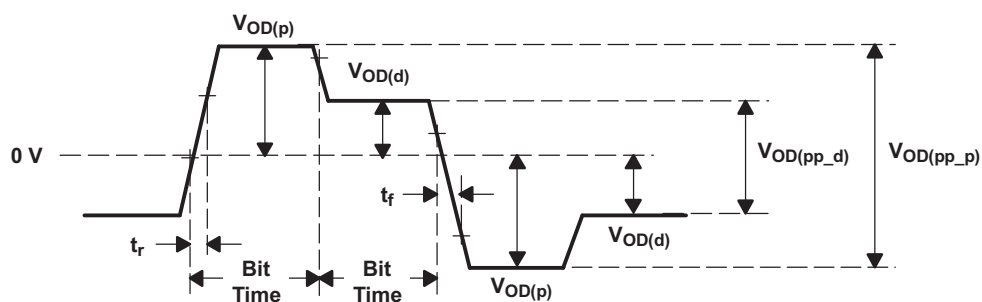 VOD(p)
VOD(d)
0 V
VOD(pp_d)
VOD(pp_p)
tf
tr
VOD(d)
Bit
Time
Bit
Time
VOD(p)